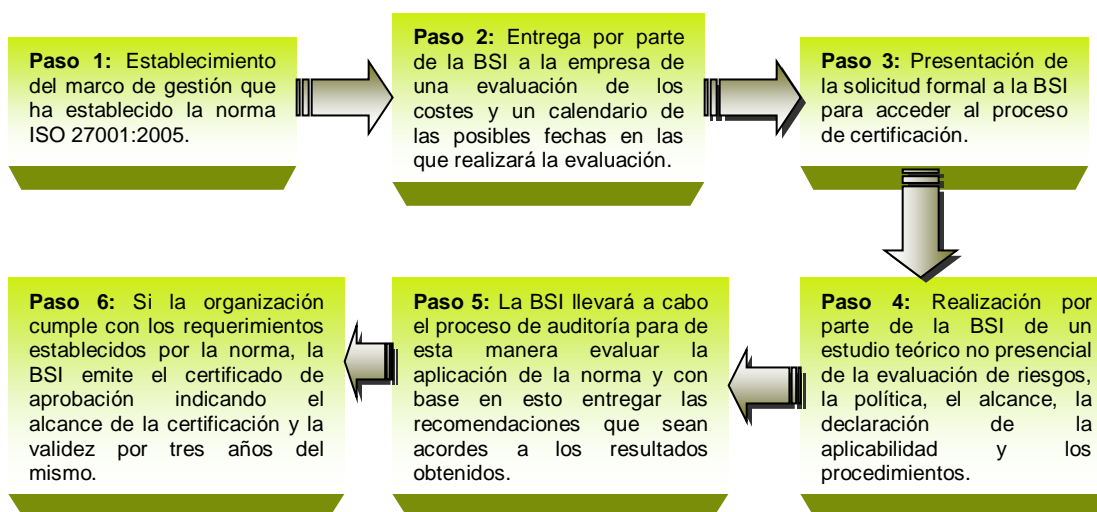 Paso 1: Establecimiento
del marco de gestión que
ha establecido la norma
ISO 27001:2005.
Paso 2: Entrega por parte
de la BSI a la empresa de
una evaluación de los
costes y un calendario de
las posibles fechas en las
que realizará la evaluación.
Paso 3: Presentación de
la solicitud formal a la BSI
para acceder al proceso
de certificación.
Paso 4: Realización por
parte de la BSI de un
estudio teórico no presencial
de la evaluación de riesgos,
la política, el alcance, la
declaración de la
aplicabilidad y los
procedimientos.
Paso 5: La BSI llevará a cabo
el proceso de auditoría para de
esta manera evaluar la
aplicación de la norma y con
base en esto entregar las
recomendaciones que sean
acordes a los resultados
obtenidos.
Paso 6: Si la organización
cumple con los requerimientos
establecidos por la norma, la
BSI emite el certificado de
aprobación indicando el
alcance de la certificación y la
validez por tres años del
mismo.